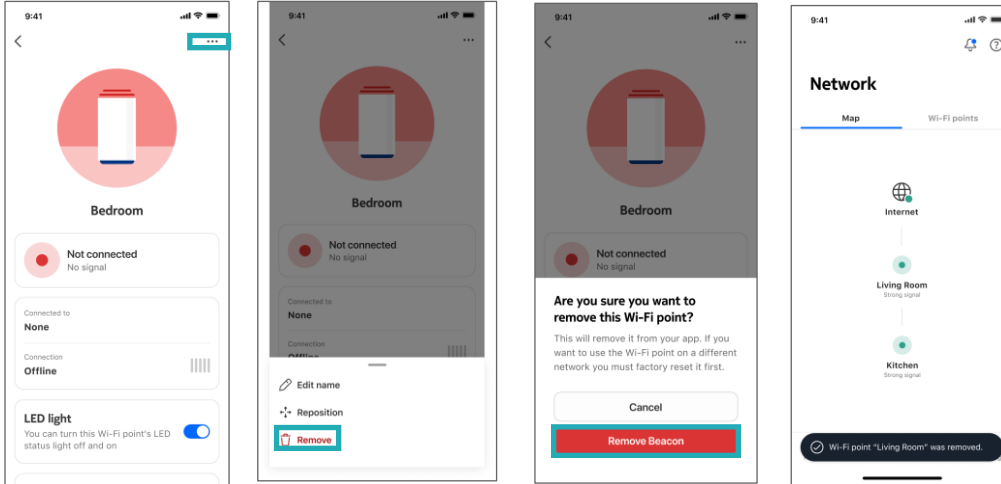 9:41
Bedroom
Not connected
No signal
Connected to
None
Connection
Offline
LED light
You can turn this Wi-Fi point's LED
status light off and on
9:41
Bedroom
Not connected
No signal
Connected to
None
Connection
Offline
Edit name
Reposition
Remove
9:41
Bedroom
Not connected
No signal
Are you sure you want to
remove this Wi-Fi point?
This will remove it from your app. If you
want to use the Wi-Fi point on a different
network you must factory reset it first.
Cancel
Remove Beacon
9:41
Network
Map
Wi-Fi points
Internet
Living Room
Strong signal
Kitchen
Strong signal
Wi-Fi point "Living Room" was removed.